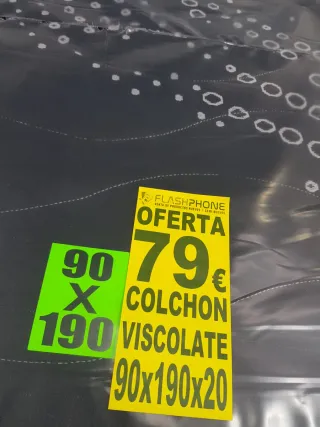 FLASHPHONE
OFERTA
79€
COLCHON
VISCOLATE
90x190x20
90
X
190